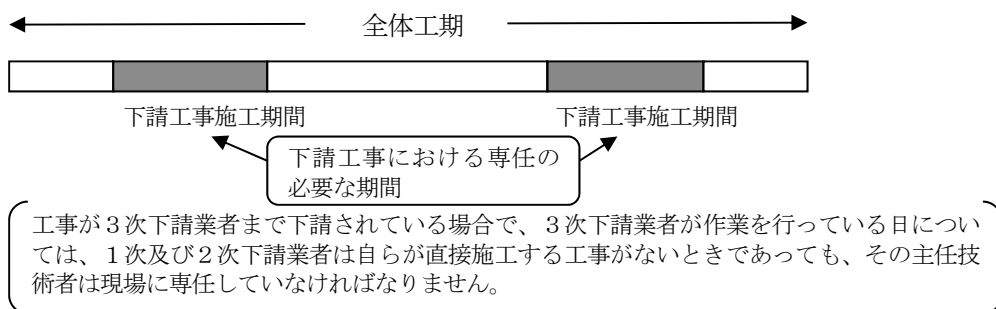 全体工期
下請工事施工期間
下請工事施工期間
下請工事における専任の
必要な期間
工事が３次下請業者まで下請されている場合で、３次下請業者が作業を行っている日につい
ては、１次及び２次下請業者は自らが直接施工する工事がないときであっても、その主任技
術者は現場に専任していなければなりません。